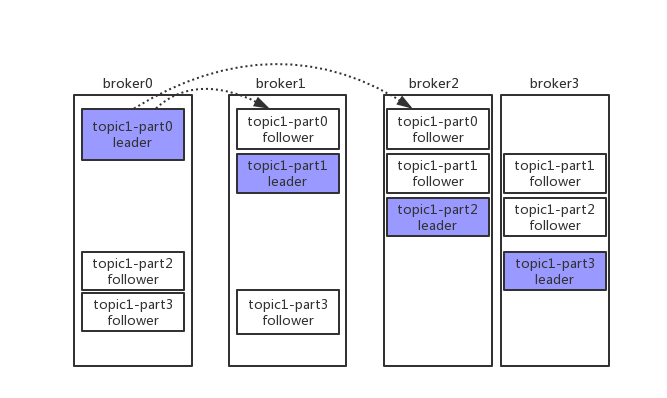 broker0
broker1
broker2
broker3
topic1-part0
leader
topic1-part2
follower
topic1-part3
follower
topic1-part0
follower
topic1-part1
leader
topic1-part3
follower
topic1-part0
follower
topic1-part1
follower
topic1-part2
leader
topic1-part1
follower
topic1-part2
follower
topic1-part3
leader